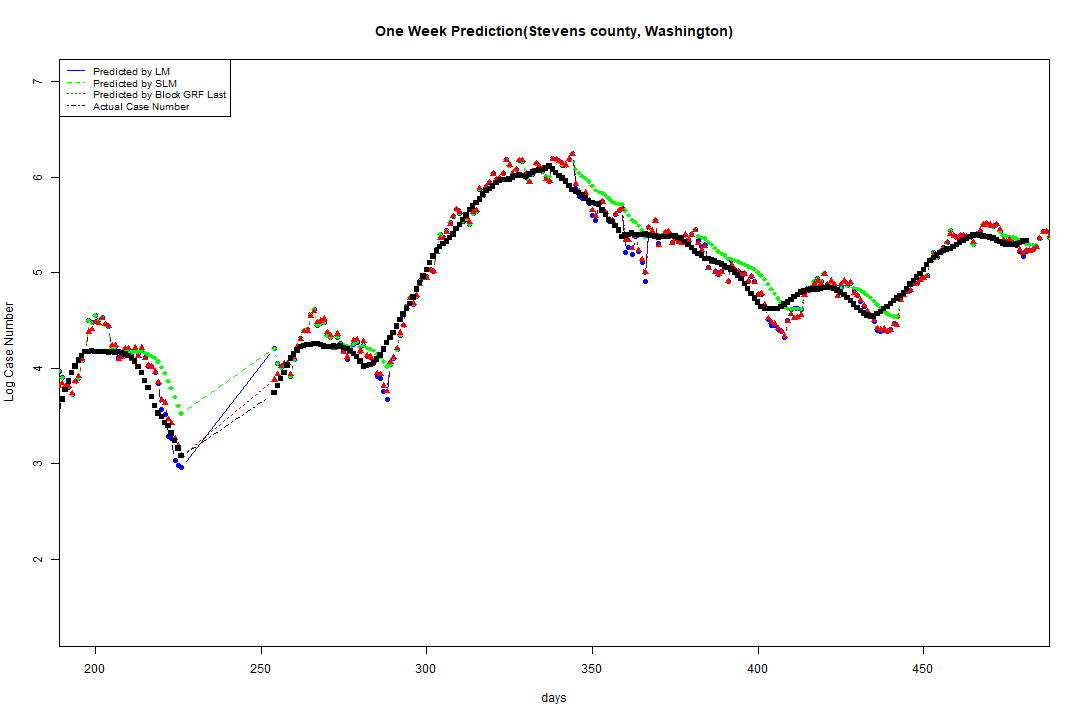 One Week Prediction(Stevens county, Washington)
Predicted by LM
Predicted by SLM
Predicted by Block GRF Last
Actual Case Number
7
6
5
4
3
2
Log Case Number
200 250 300 350 400 450
days